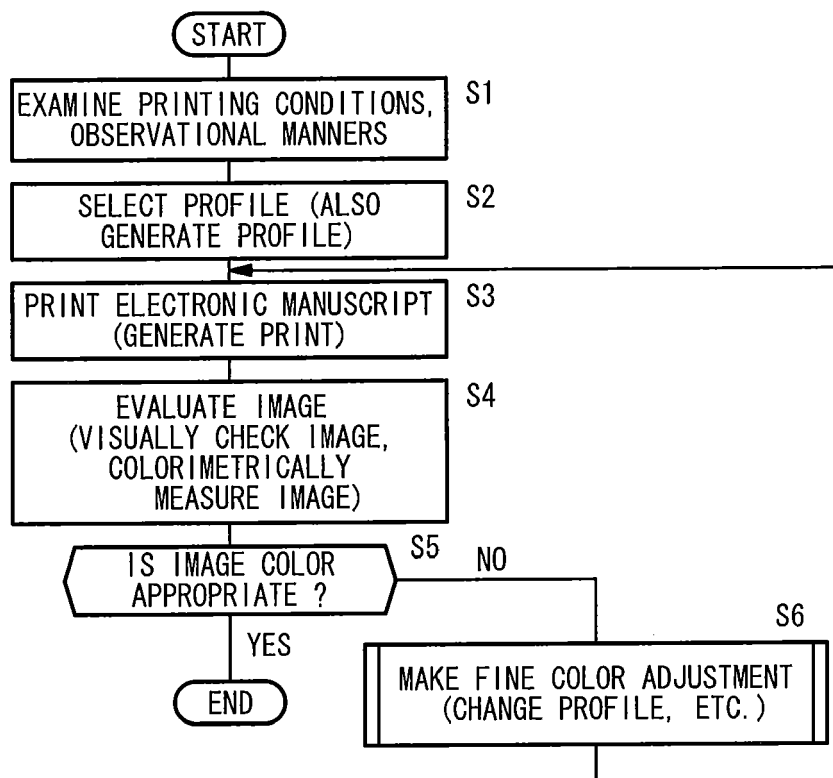 START
EXAMINE PRINTING CONDITIONS,
OBSERVATIONAL MANNERS
S1
SELECT PROFILE (ALSO
GENERATE PROFILE)
S2
PRINT ELECTRONIC MANUSCRIPT
(GENERATE PRINT)
S3
EVALUATE IMAGE
(VISUALLY CHECK IMAGE,
COLORIMETRICALLY
MEASURE IMAGE)
S4
IS IMAGE COLOR
APPROPRIATE ?
S5
NO
YES
END
S6
MAKE FINE COLOR ADJUSTMENT
(CHANGE PROFILE, ETC.)